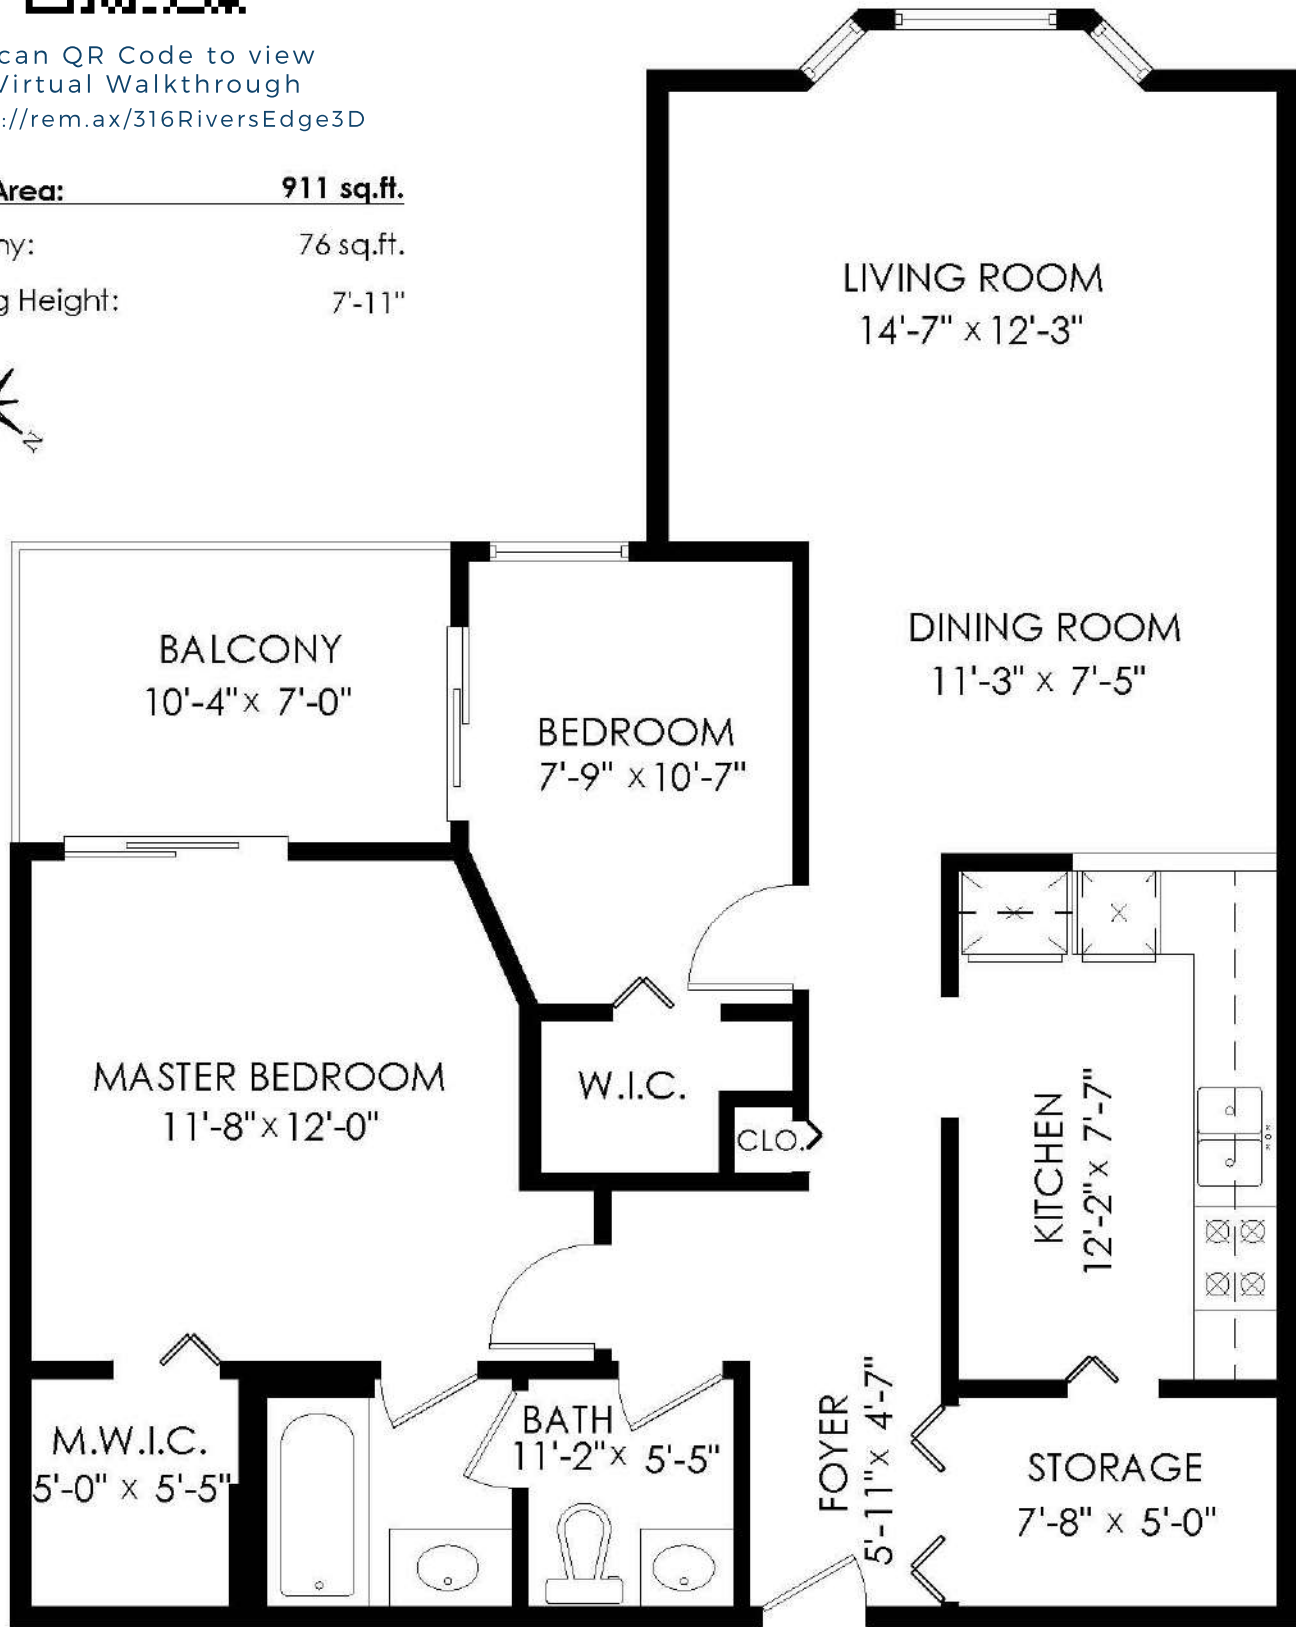 can QR Code to view
Virtual Walkthrough
://rem.ax/316RiversEdge3D
Area: 911 sq.ft.
ny: 76 sq.ft.
g Height: 7'-11"
N
LIVING ROOM
14'-7" x 12'-3"
DINING ROOM
11'-3" x 7'-5"
BALCONY
10'-4" x 7'-0"
BEDROOM
7'-9" x 10'-7"
MASTER BEDROOM
11'-8" x 12'-0"
W.I.C.
CLO.
KITCHEN
12'-2" x 7'-7"
M.W.I.C.
5'-0" x 5'-5"
BATH
11'-2" x 5'-5"
FOYER
5'-11" x 4'-7"
STORAGE
7'-8" x 5'-0"